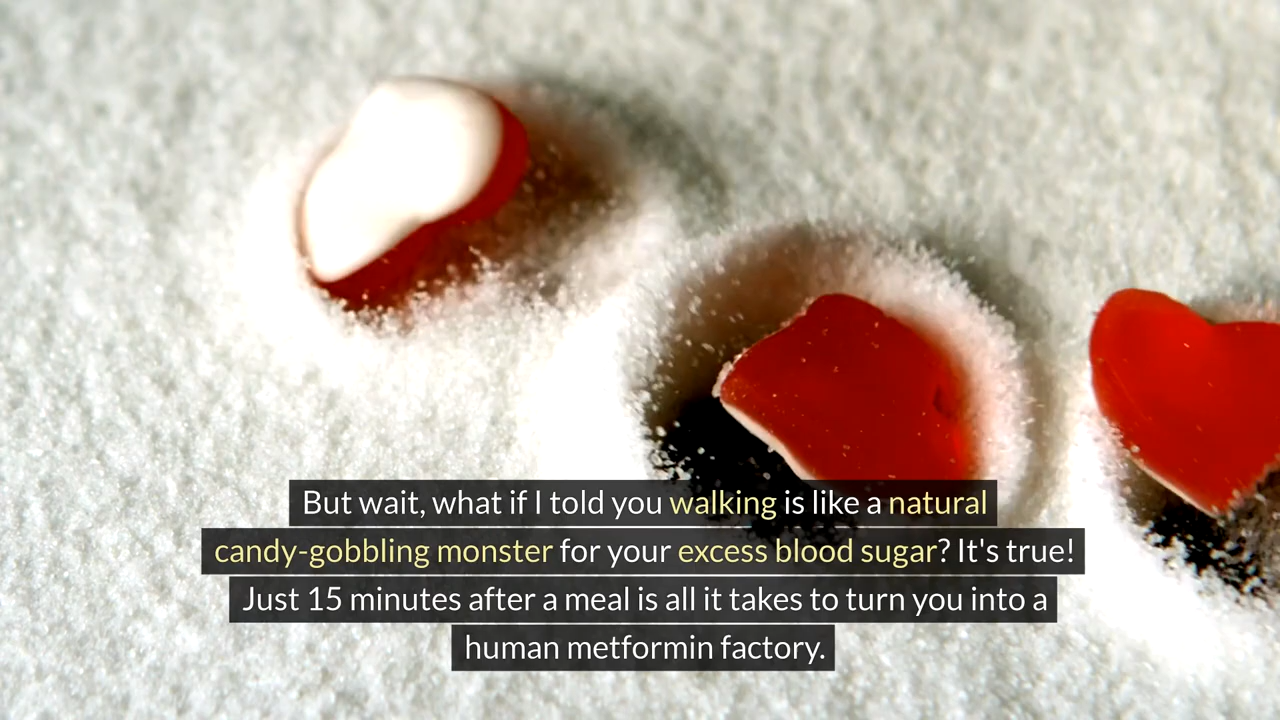 But wait, what if I told you walking is like a natural
candy-gobbling monster for your excess blood sugar? It's true!
Just 15 minutes after a meal is all it takes to turn you into a
human metformin factory.